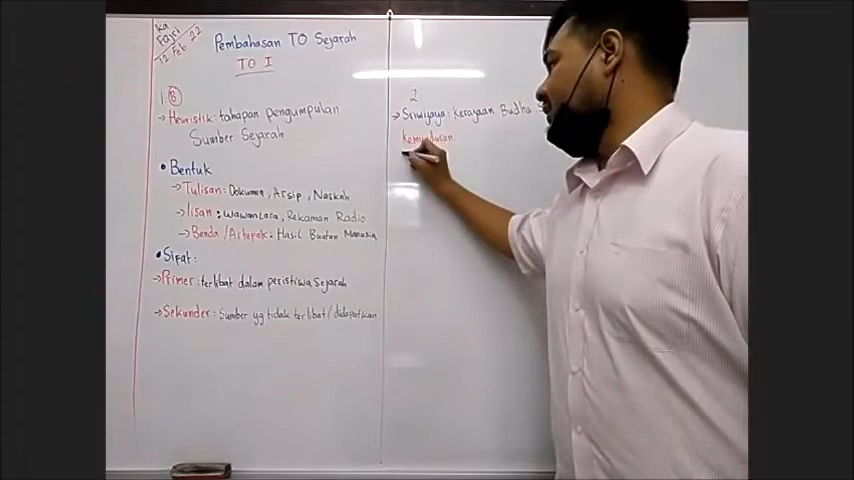 Ka
Fajri
12 Feb 22
Pembahasan TO Sejarah
TO I
1. B
→ Heuristik: tahapan pengumpulan
Sumber Sejarah
• Bentuk
→ Tulisan: Dokumen, Arsip, Naskah
→ lisan: wawancara, Rekaman Radio
→ Benda /Artepak: Hasil Buatan Manusia
• Sifat:
→ Primer: terlibat dalam peristiwa Sejarah
→ Sekunder: Sumber yg tidak terlibat/didapatkan
2
→ Sriwijaya: Kerajaan Budha
Kemunduran: